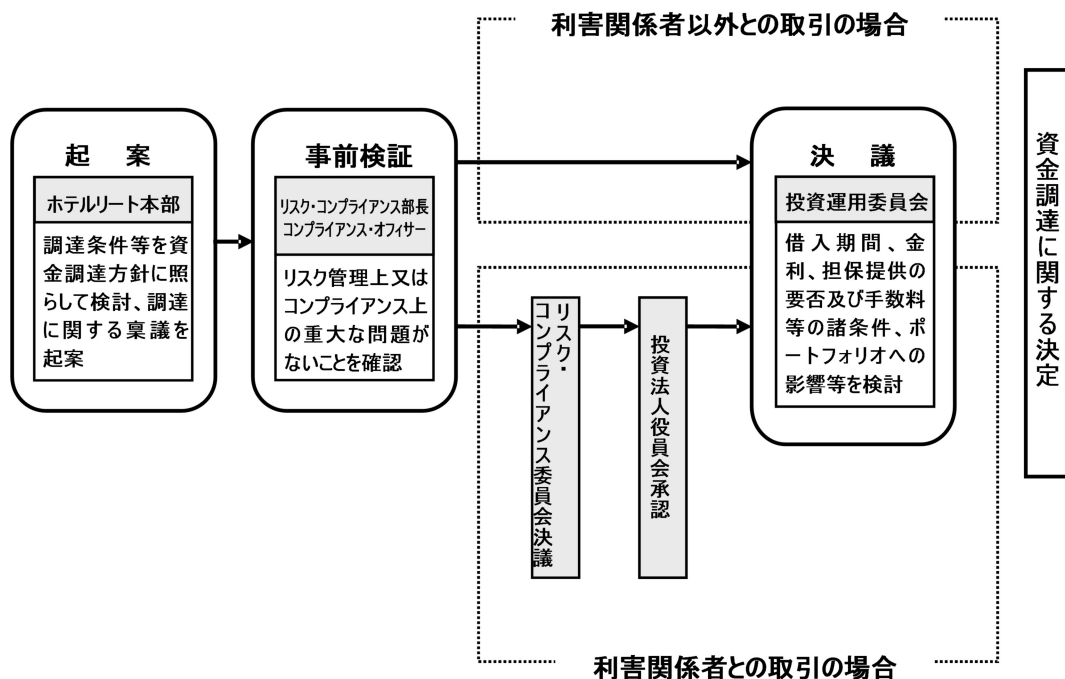 利害関係者以外との取引の場合
起　案
ホテルリート本部
調達条件等を資
金調達方針に照
らして検討、調達
に関する稟議を
起案
事前検証
リスク・コンプライアンス部長
コンプライアンス・オフィサー
リスク管理上又は
コンプライアンス上
の重大な問題が
ないことを確認
リスク・
コンプライアンス委員会決議
投資法人役員会承認
決　議
投資運用委員会
借入期間、金
利、担保提供の
要否及び手数料
等の諸条件、ポ
ートフォリオへの
影響等を検討
資金調達に関する決定
利害関係者との取引の場合